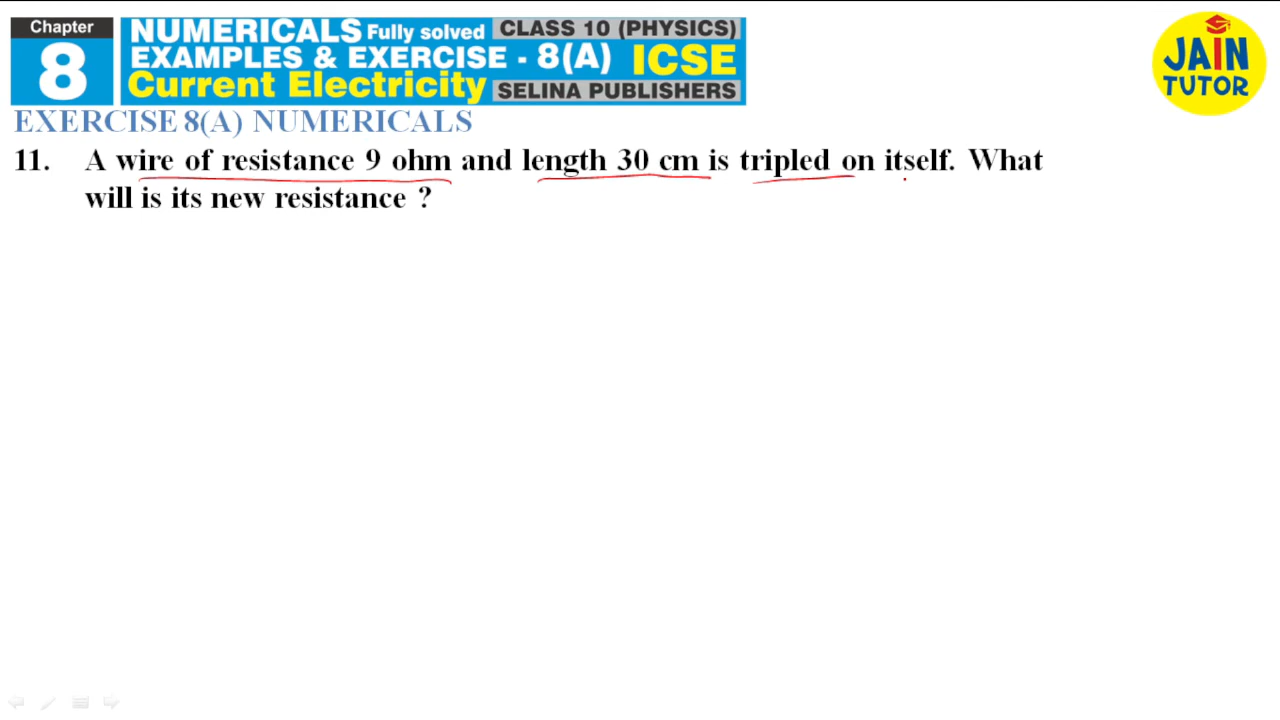 Chapter
8
NUMERICALS Fully solved CLASS 10 (PHYSICS)
EXAMPLES & EXERCISE - 8(A) ICSE
Current Electricity SELINA PUBLISHERS
JAIN
TUTOR
EXERCISE 8(A) NUMERICALS
11. A wire of resistance 9 ohm and length 30 cm is tripled on itself. What
will is its new resistance ?